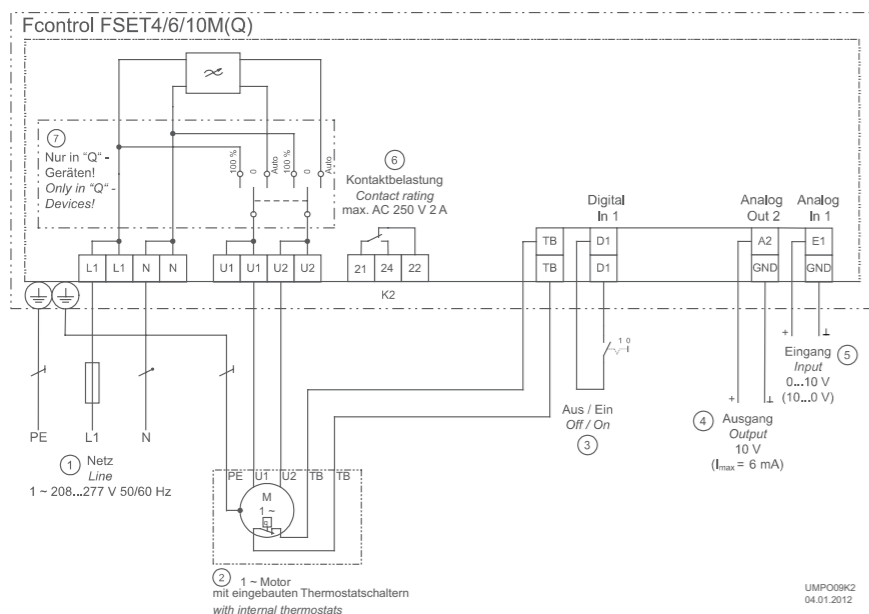 Fcontrol FSET4/6/10M(Q)
7
Nur in "Q" -
Geräten!
Only in "Q" -
Devices!
100 %
0
Auto
100 %
0
Auto
6
Kontaktbelastung
Contact rating
max. AC 250 V 2 A
Digital
In 1
Analog
Out 2
Analog
In 1
L1 L1 N N
U1 U1 U2 U2
21 24 22
K2
TB D1
TB D1
A2 E1
GND GND
1 0
+ ⊥
Eingang
Input
0...10 V
(10...0 V)
5
+ ⊥
4
Ausgang
Output
10 V
(Imax = 6 mA)
Aus / Ein
Off / On
3
PE L1 N
1
Netz
Line
1 ~ 208...277 V 50/60 Hz
PE U1 U2 TB TB
M
1 ~
2
1 ~ Motor
mit eingebauten Thermostatschaltern
with internal thermostats
UMPO09K2
04.01.2012